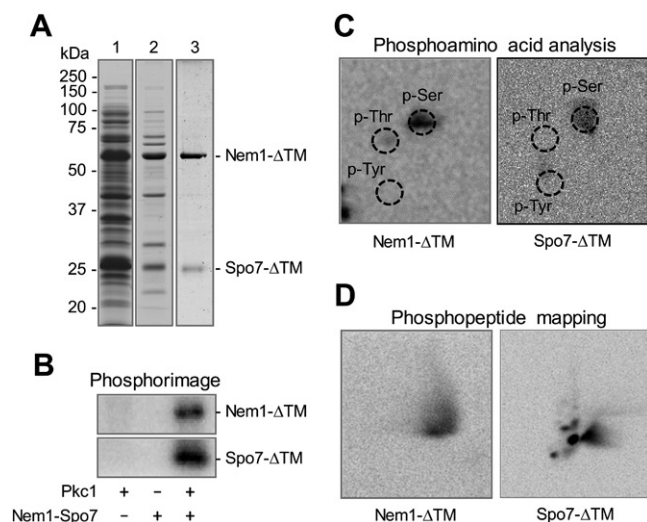 A
kDa 1 2 3
250 -
150 -
100 -
75 -
50 -
37 -
25 -
20 -
- Nem1-ΔTM
- Spo7-ΔTM
B
Phosphorimage
- Nem1-ΔTM
- Spo7-ΔTM
Pkc1 + – +
Nem1-Spo7 – + +
C
Phosphoamino acid analysis
p-Ser
p-Thr
p-Tyr
Nem1-ΔTM
p-Ser
p-Thr
p-Tyr
Spo7-ΔTM
D
Phosphopeptide mapping
Nem1-ΔTM
Spo7-ΔTM